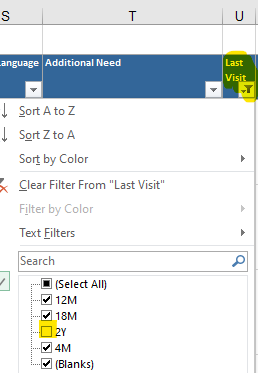 S T U
anguage Additional Need Last
Visit
Sort A to Z
Sort Z to A
Sort by Color
Clear Filter From "Last Visit"
Filter by Color
Text Filters
Search
(Select All)
12M
18M
2Y
4M
(Blanks)